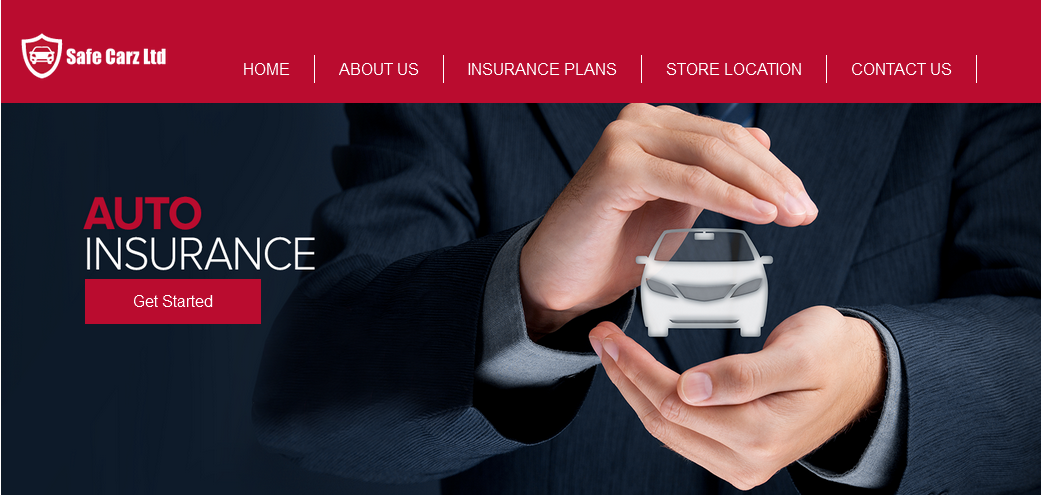 Safe Carz Ltd
HOME ABOUT US INSURANCE PLANS STORE LOCATION CONTACT US
AUTO
INSURANCE
Get Started